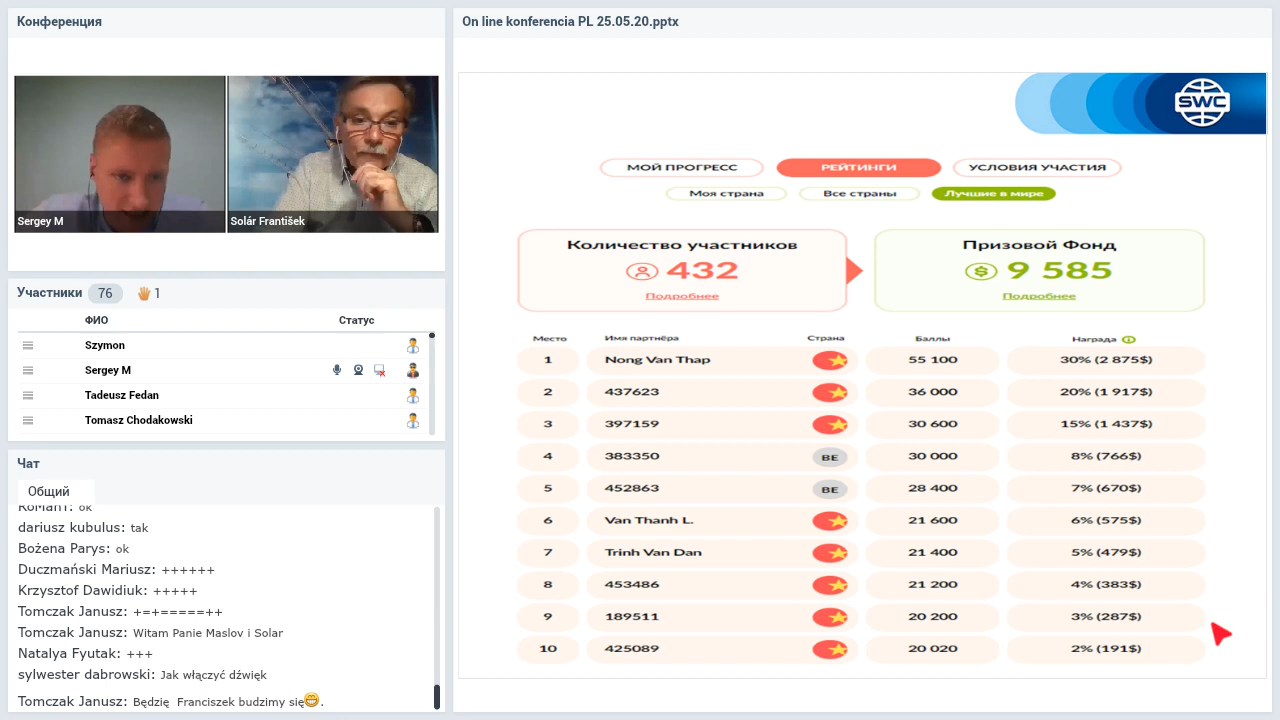 Конференция
Sergey M
Solár František
Участники 76 1
ФИО Статус
Szymon
Sergey M
Tadeusz Fedan
Tomasz Chodakowski
Чат
Общий
RoMaНT: ok
dariusz kubulus: tak
Bożena Parys: ok
Duczmański Mariusz: ++++++
Krzysztof Dawidiuk: +++++
Tomczak Janusz: +=+=====++
Tomczak Janusz: Witam Panie Maslov i Solar
Natalya Fyutak: +++
sylwester dabrowski: Jak włączyć dźwięk
Tomczak Janusz: Będzię Franciszek budzimy się😁.
On line konferencia PL 25.05.20.pptx
SWC
МОЙ ПРОГРЕСС РЕЙТИНГИ УСЛОВИЯ УЧАСТИЯ
Моя страна Все страны Лучшие в мире
Количество участников
432
Подробнее
Призовой Фонд
9 585
Подробнее
Место Имя партнёра Страна Баллы Награда
1 Nong Van Thap 55 100 30% (2 875$)
2 437623 36 000 20% (1 917$)
3 397159 30 600 15% (1 437$)
4 383350 BE 30 000 8% (766$)
5 452863 BE 28 400 7% (670$)
6 Van Thanh L. 21 600 6% (575$)
7 Trinh Van Dan 21 400 5% (479$)
8 453486 21 200 4% (383$)
9 189511 20 200 3% (287$)
10 425089 20 020 2% (191$)